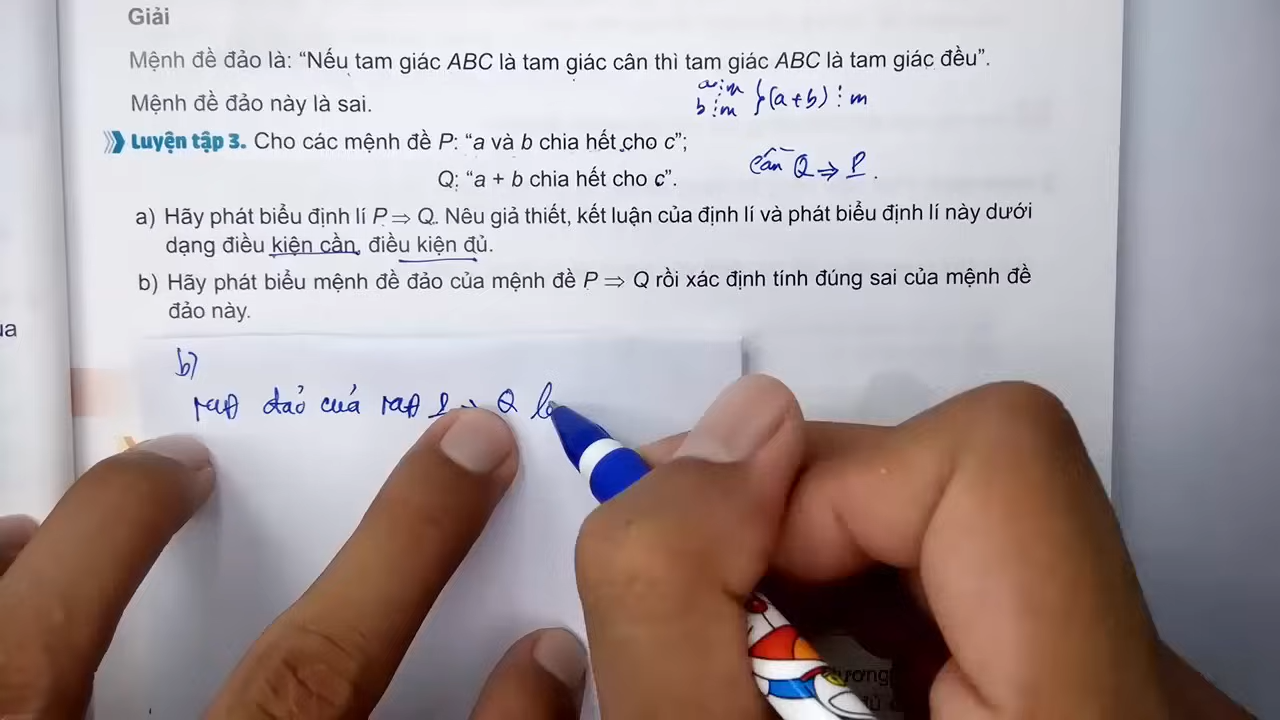 Giải
Mệnh đề đảo là: “Nếu tam giác ABC là tam giác cân thì tam giác ABC là tam giác đều”.
Mệnh đề đảo này là sai.
a ⋮ m
b ⋮ m } (a + b) ⋮ m
Luyện tập 3. Cho các mệnh đề P: “a và b chia hết cho c”;
Cần Q ⇒ P.
Q: “a + b chia hết cho c”.
a) Hãy phát biểu định lí P ⇒ Q. Nêu giả thiết, kết luận của định lí và phát biểu định lí này dưới
dạng điều kiện cần, điều kiện đủ.
b) Hãy phát biểu mệnh đề đảo của mệnh đề P ⇒ Q rồi xác định tính đúng sai của mệnh đề
đảo này.
b)
MĐ đảo của MĐ Q
ương